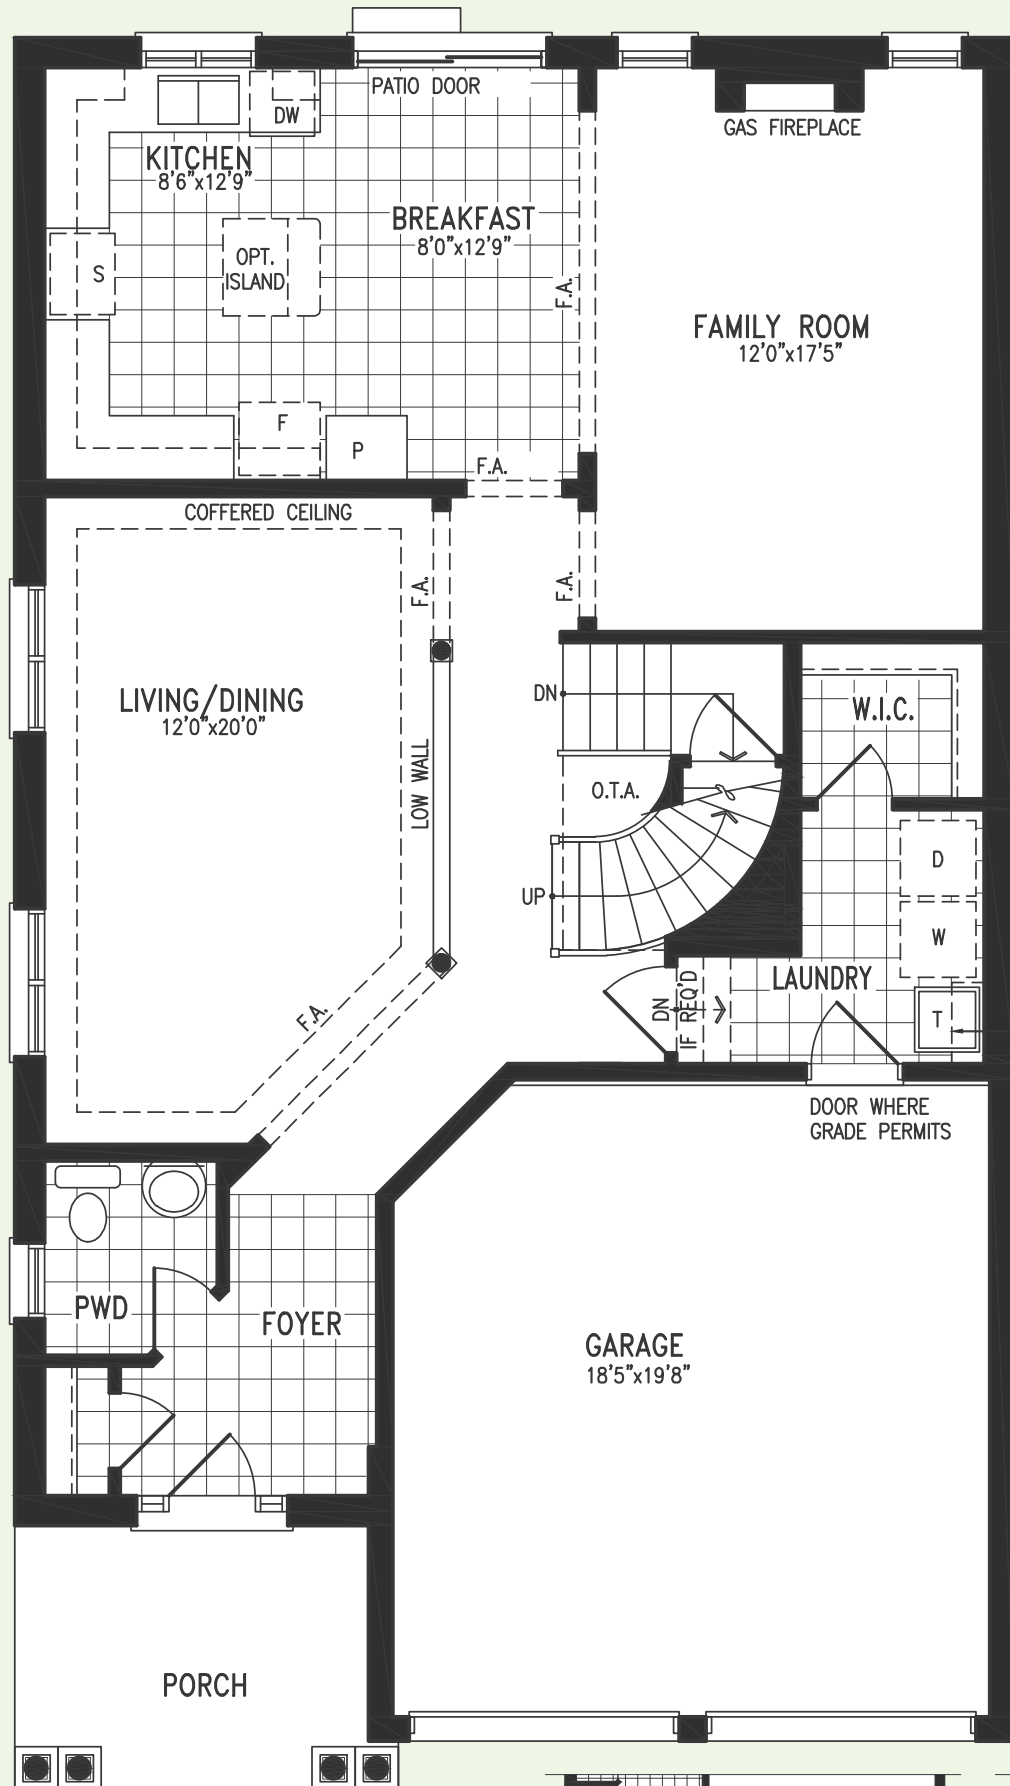 PATIO DOOR
DW
GAS FIREPLACE
KITCHEN
8'6"x12'9"
BREAKFAST
8'0"x12'9"
OPT.
ISLAND
S
F.A.
FAMILY ROOM
12'0"x17'5"
F
P
F.A.
COFFERED CEILING
F.A.
F.A.
LIVING/DINING
12'0"x20'0"
DN
W.I.C.
LOW WALL
O.T.A.
D
UP
W
LAUNDRY
DN
IF REQ'D
T
F.A.
DOOR WHERE
GRADE PERMITS
PWD
FOYER
GARAGE
18'5"x19'8"
PORCH